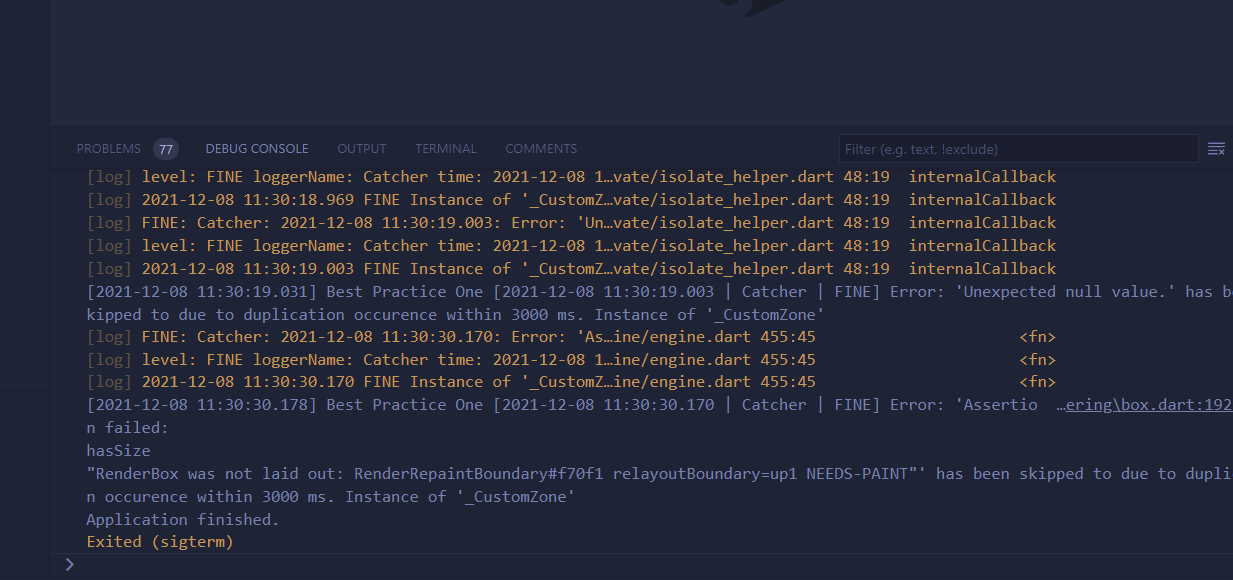 PROBLEMS 77 DEBUG CONSOLE OUTPUT TERMINAL COMMENTS Filter (e.g. text, !exclude)
[log] level: FINE loggerName: Catcher time: 2021-12-08 1…vate/isolate_helper.dart 48:19 internalCallback
[log] 2021-12-08 11:30:18.969 FINE Instance of '_CustomZ…vate/isolate_helper.dart 48:19 internalCallback
[log] FINE: Catcher: 2021-12-08 11:30:19.003: Error: 'Un…vate/isolate_helper.dart 48:19 internalCallback
[log] level: FINE loggerName: Catcher time: 2021-12-08 1…vate/isolate_helper.dart 48:19 internalCallback
[log] 2021-12-08 11:30:19.003 FINE Instance of '_CustomZ…vate/isolate_helper.dart 48:19 internalCallback
[2021-12-08 11:30:19.031] Best Practice One [2021-12-08 11:30:19.003 | Catcher | FINE] Error: 'Unexpected null value.' has be
kipped to due to duplication occurence within 3000 ms. Instance of '_CustomZone'
[log] FINE: Catcher: 2021-12-08 11:30:30.170: Error: 'As…ine/engine.dart 455:45 <fn>
[log] level: FINE loggerName: Catcher time: 2021-12-08 1…ine/engine.dart 455:45 <fn>
[log] 2021-12-08 11:30:30.170 FINE Instance of '_CustomZ…ine/engine.dart 455:45 <fn>
[2021-12-08 11:30:30.178] Best Practice One [2021-12-08 11:30:30.170 | Catcher | FINE] Error: 'Assertio …ering\box.dart:192
n failed:
hasSize
"RenderBox was not laid out: RenderRepaintBoundary#f70f1 relayoutBoundary=up1 NEEDS-PAINT"' has been skipped to due to dupli
n occurence within 3000 ms. Instance of '_CustomZone'
Application finished.
Exited (sigterm)